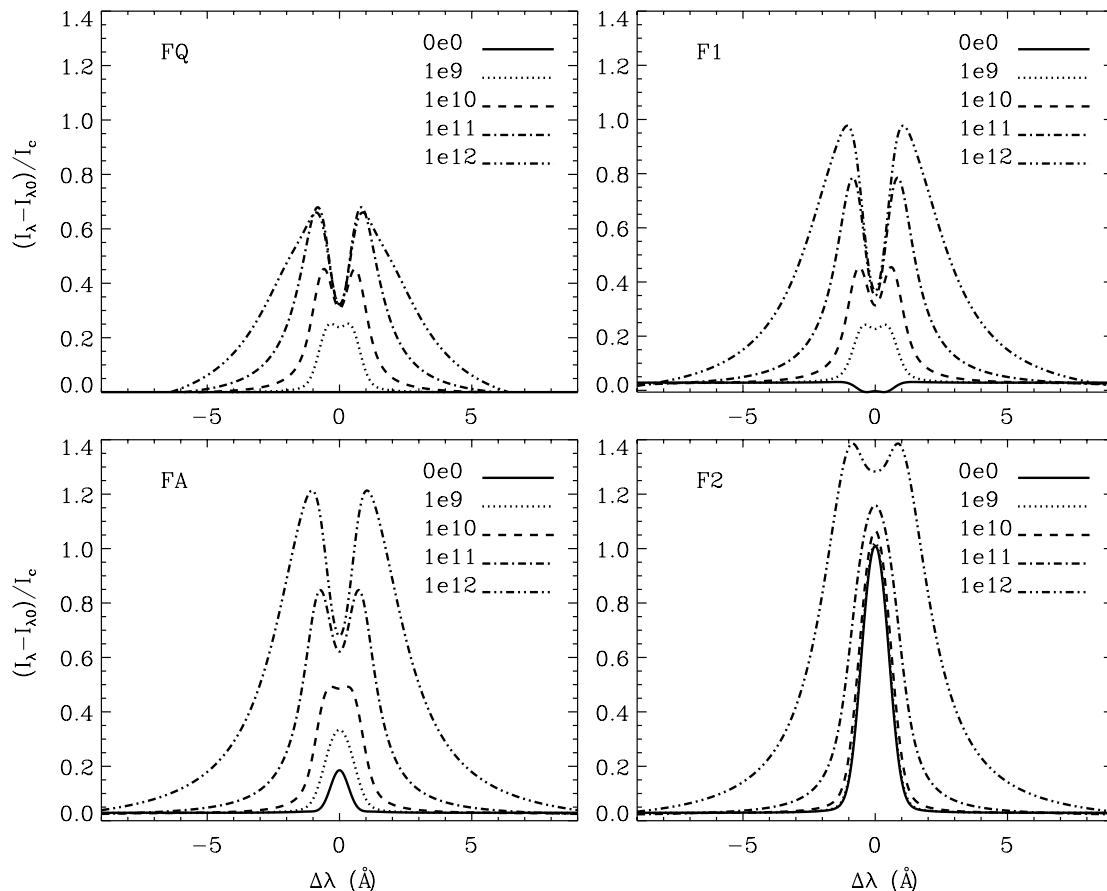 1.4
1.2
1.0
0.8
0.6
0.4
0.2
0.0
(Iλ−Iλ0)/Ic
FQ
0e0
1e9
1e10
1e11
1e12
−5 0 5
F1
0e0
1e9
1e10
1e11
1e12
1.4
1.2
1.0
0.8
0.6
0.4
0.2
0.0
−5 0 5
1.4
1.2
1.0
0.8
0.6
0.4
0.2
0.0
(Iλ−Iλ0)/Ic
FA
0e0
1e9
1e10
1e11
1e12
−5 0 5
Δλ (Å)
F2
0e0
1e9
1e10
1e11
1e12
1.4
1.2
1.0
0.8
0.6
0.4
0.2
0.0
−5 0 5
Δλ (Å)